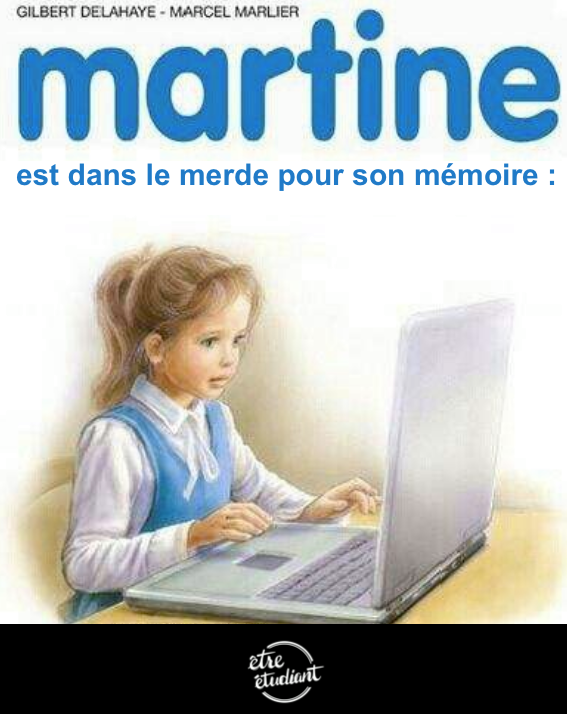 GILBERT DELAHAYE - MARCEL MARLIER
martine
est dans le merde pour son mémoire :
être
étudiant